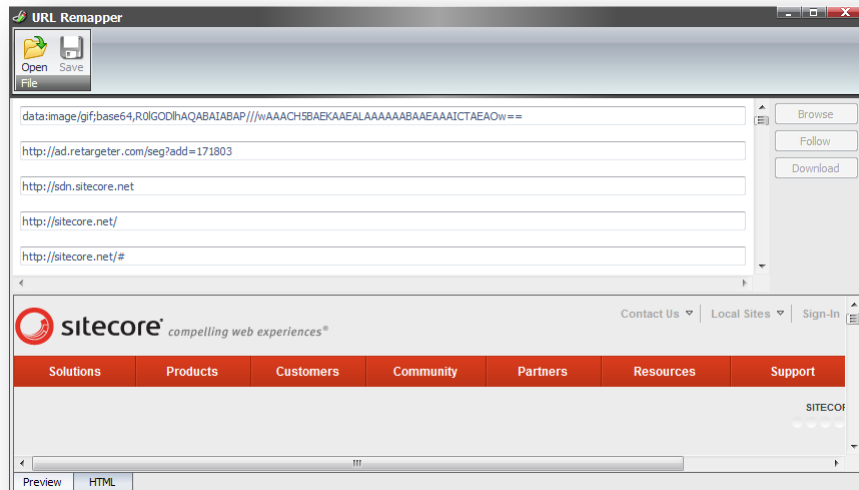 URL Remapper
Open Save
File
data:image/gif;base64,R0lGODlhAQABAIABAP///wAAACH5BAEKAAEALAAAAAABAAEAAAICTAEAOw==
Browse
http://ad.retargeter.com/seg?add=171803
Follow
Download
http://sdn.sitecore.net
http://sitecore.net/
http://sitecore.net/#
Contact Us Local Sites Sign-In
sitecore® compelling web experiences®
Solutions Products Customers Community Partners Resources Support
SITECOR
Preview HTML